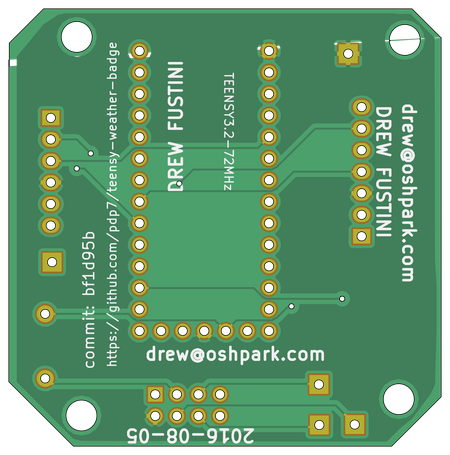 https://github.com/pdp7/teensy-weather-badge
commit: bf1d95b
DREW FUSTINI
TEENSY3.2-72MHz
drew@oshpark.com
DREW FUSTINI
drew@oshpark.com
2016-08-05